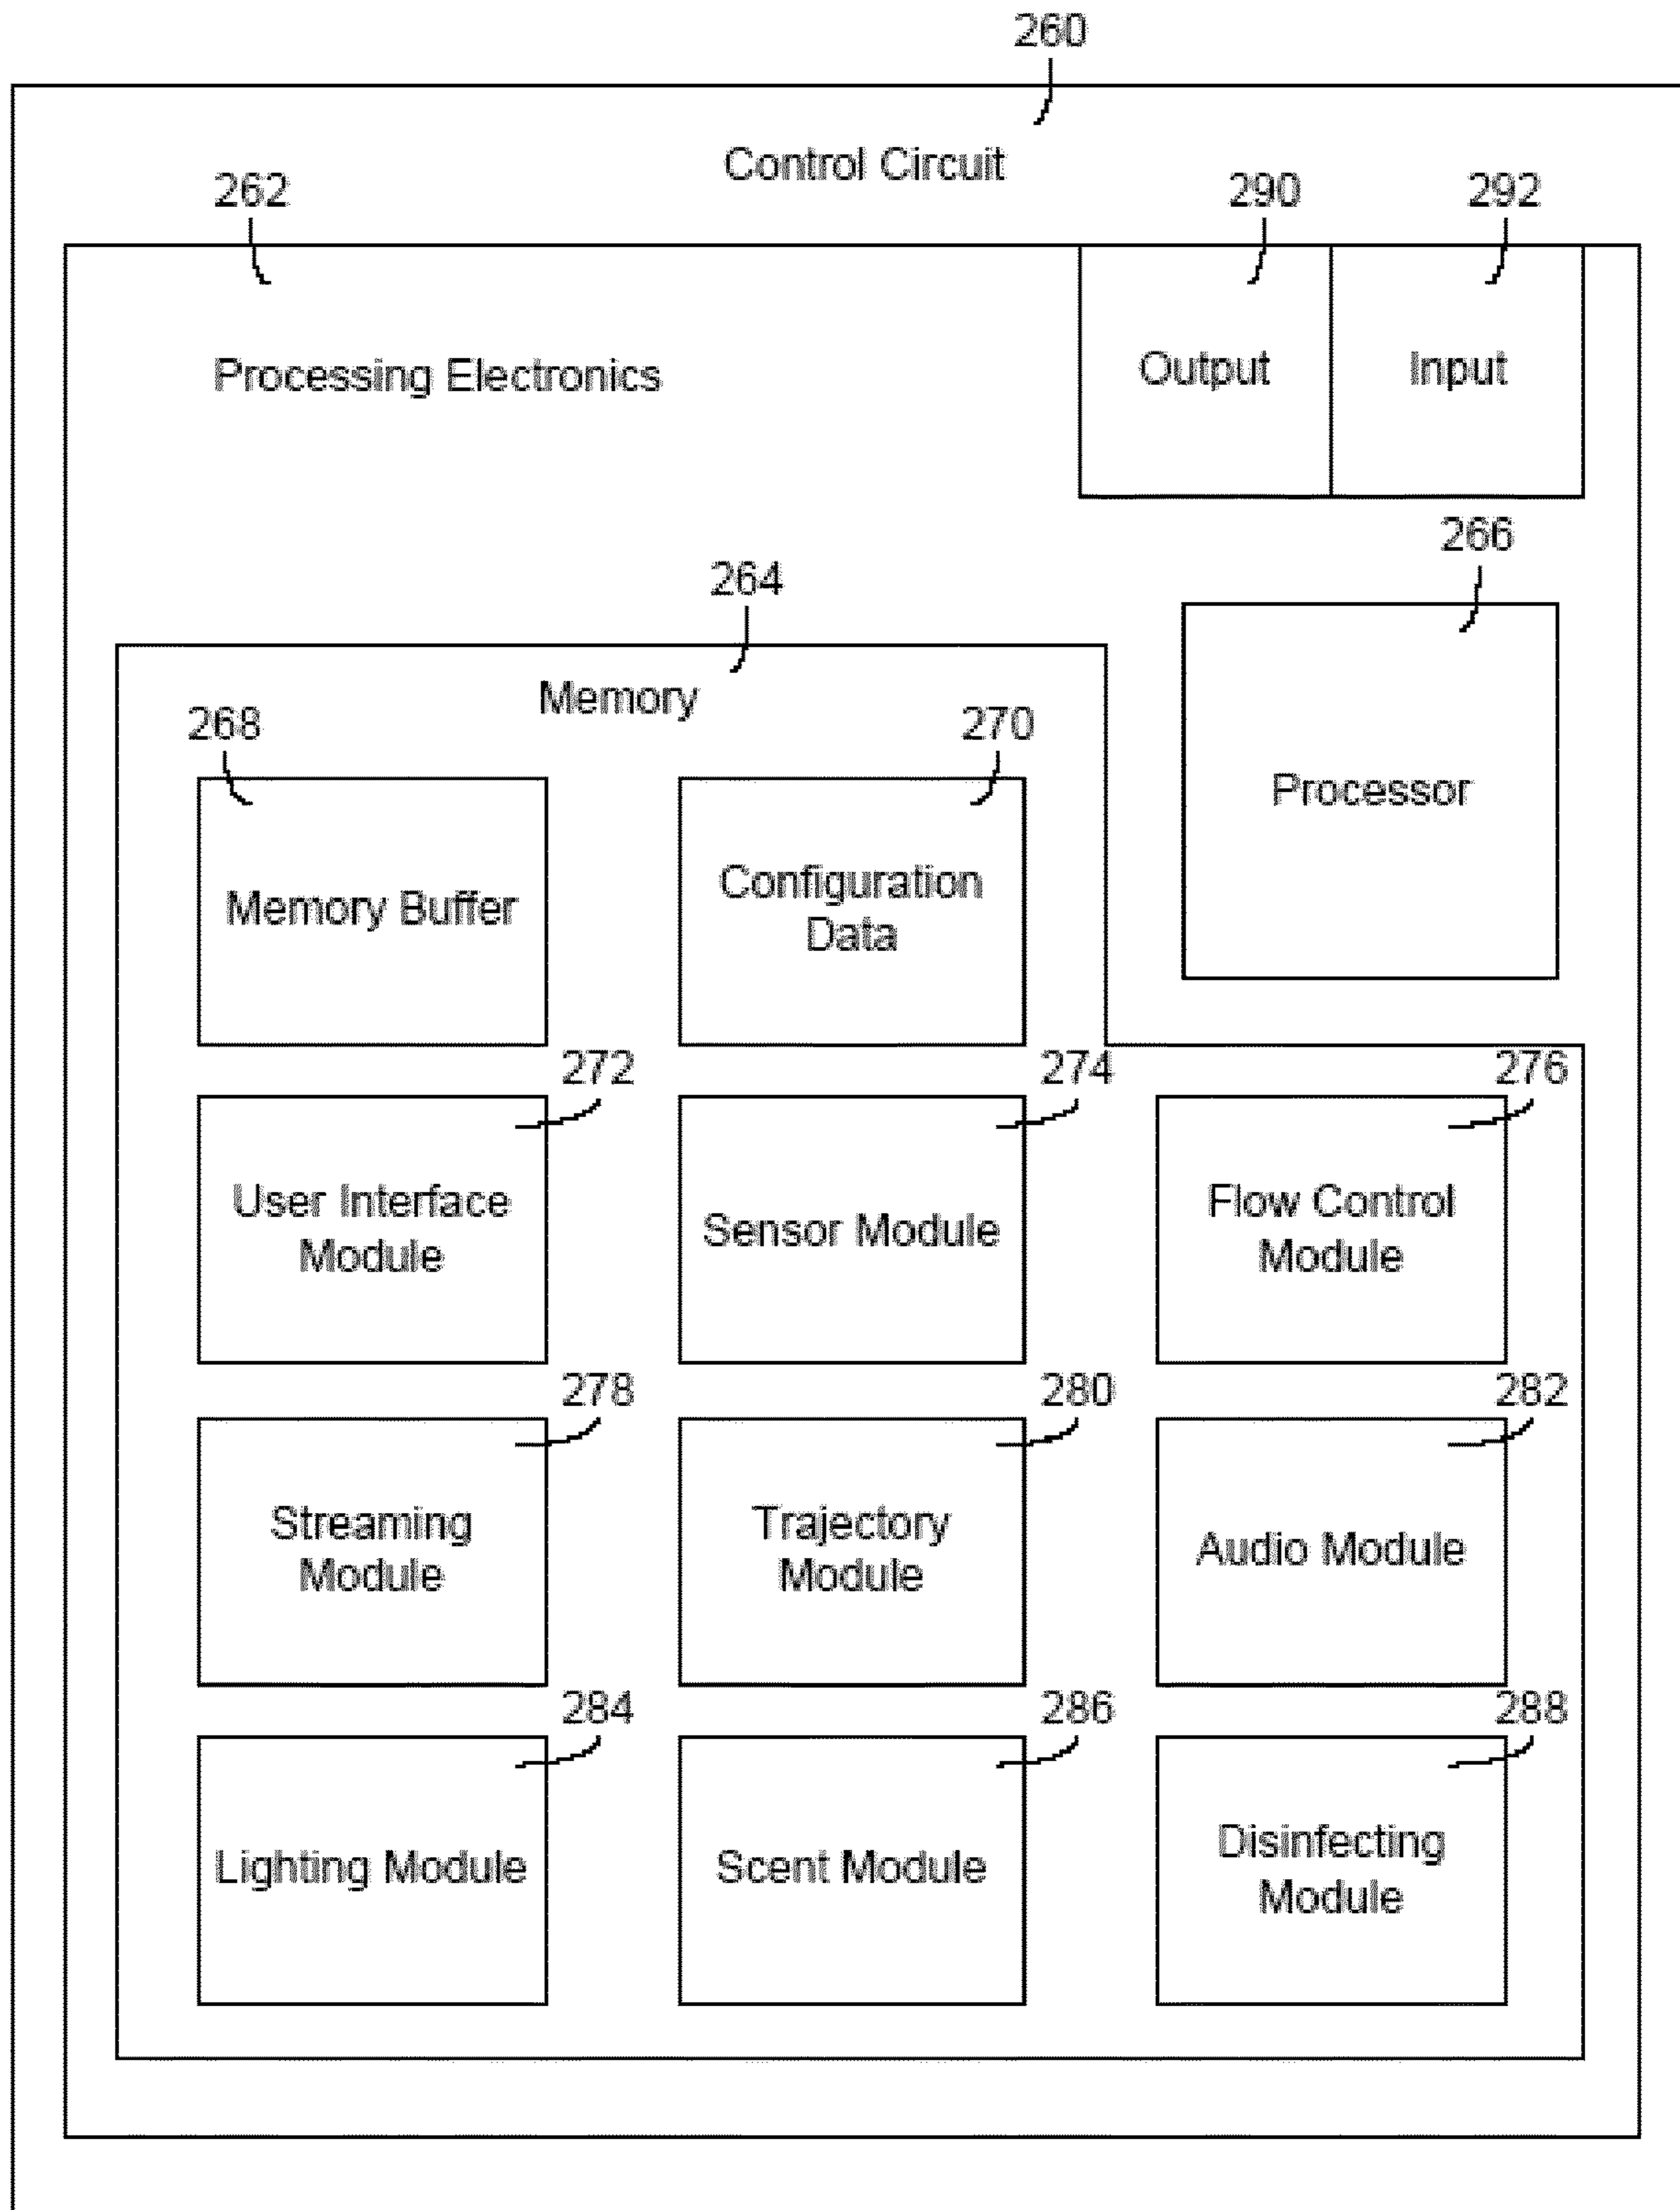 260
Control Circuit
262
290
292
Processing Electronics
Output
Input
266
264
Memory
Processor
268
270
Memory Buffer
Configuration
Data
272
274
276
User Interface
Module
Sensor Module
Flow Control
Module
278
280
282
Streaming
Module
Trajectory
Module
Audio Module
284
286
288
Lighting Module
Scent Module
Disinfecting
Module